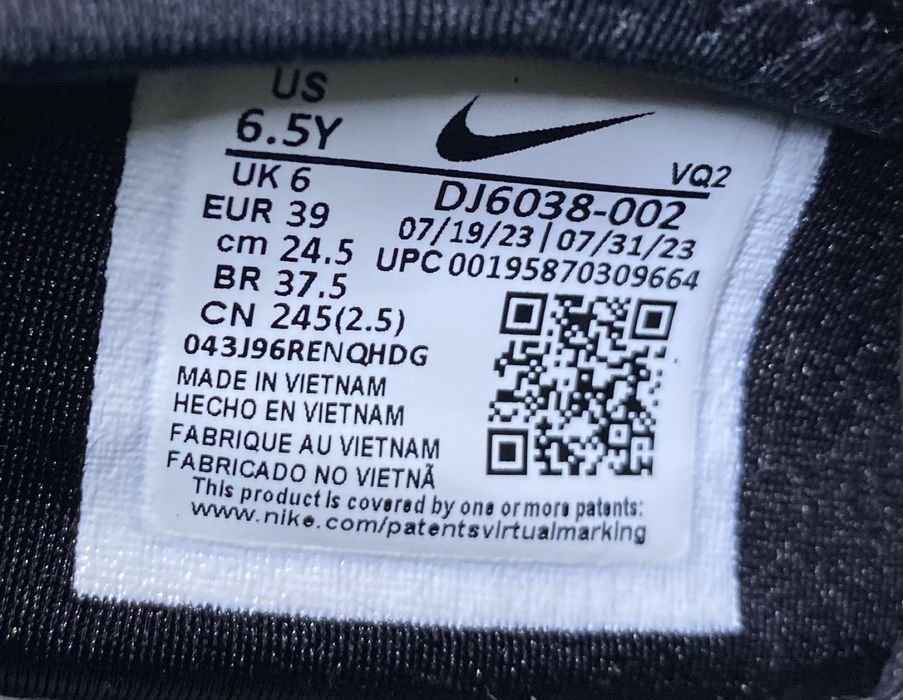 US
6.5Y
UK 6
EUR 39
cm 24.5
BR 37.5
CN 245(2.5)
043J96RENQHDG
VQ2
DJ6038-002
07/19/23 | 07/31/23
UPC 00195870309664
MADE IN VIETNAM
HECHO EN VIETNAM
FABRIQUE AU VIETNAM
FABRICADO NO VIETNÃ
This product is covered by one or more patents:
www.nike.com/patentsvirtualmarking